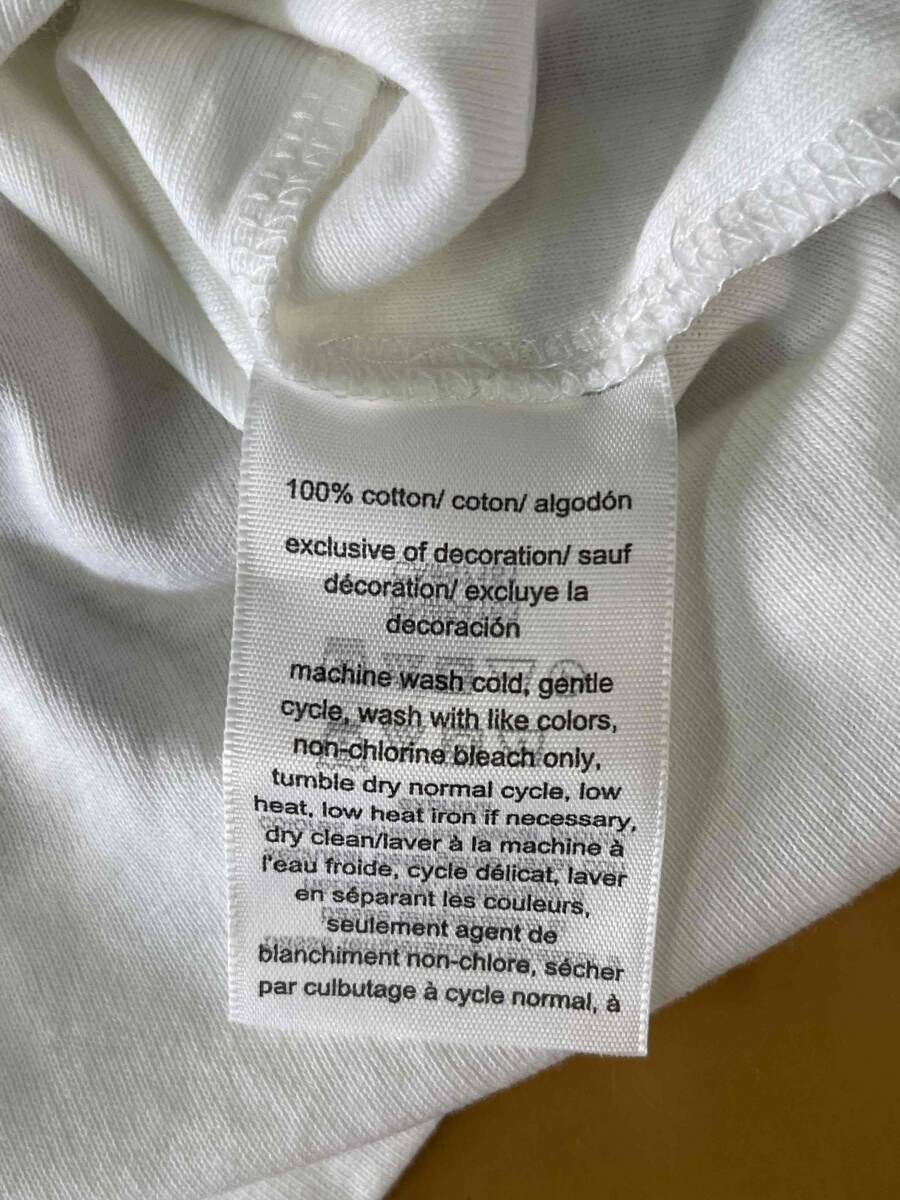 100% cotton/ coton/ algodón
exclusive of decoration/ sauf
décoration/ excluye la
decoración
machine wash cold, gentle
cycle, wash with like colors,
non-chlorine bleach only,
tumble dry normal cycle, low
heat, low heat iron if necessary,
dry clean/laver à la machine à
l'eau froide, cycle délicat, laver
en séparant les couleurs,
seulement agent de
blanchiment non-chlore, sécher
par culbutage à cycle normal, à